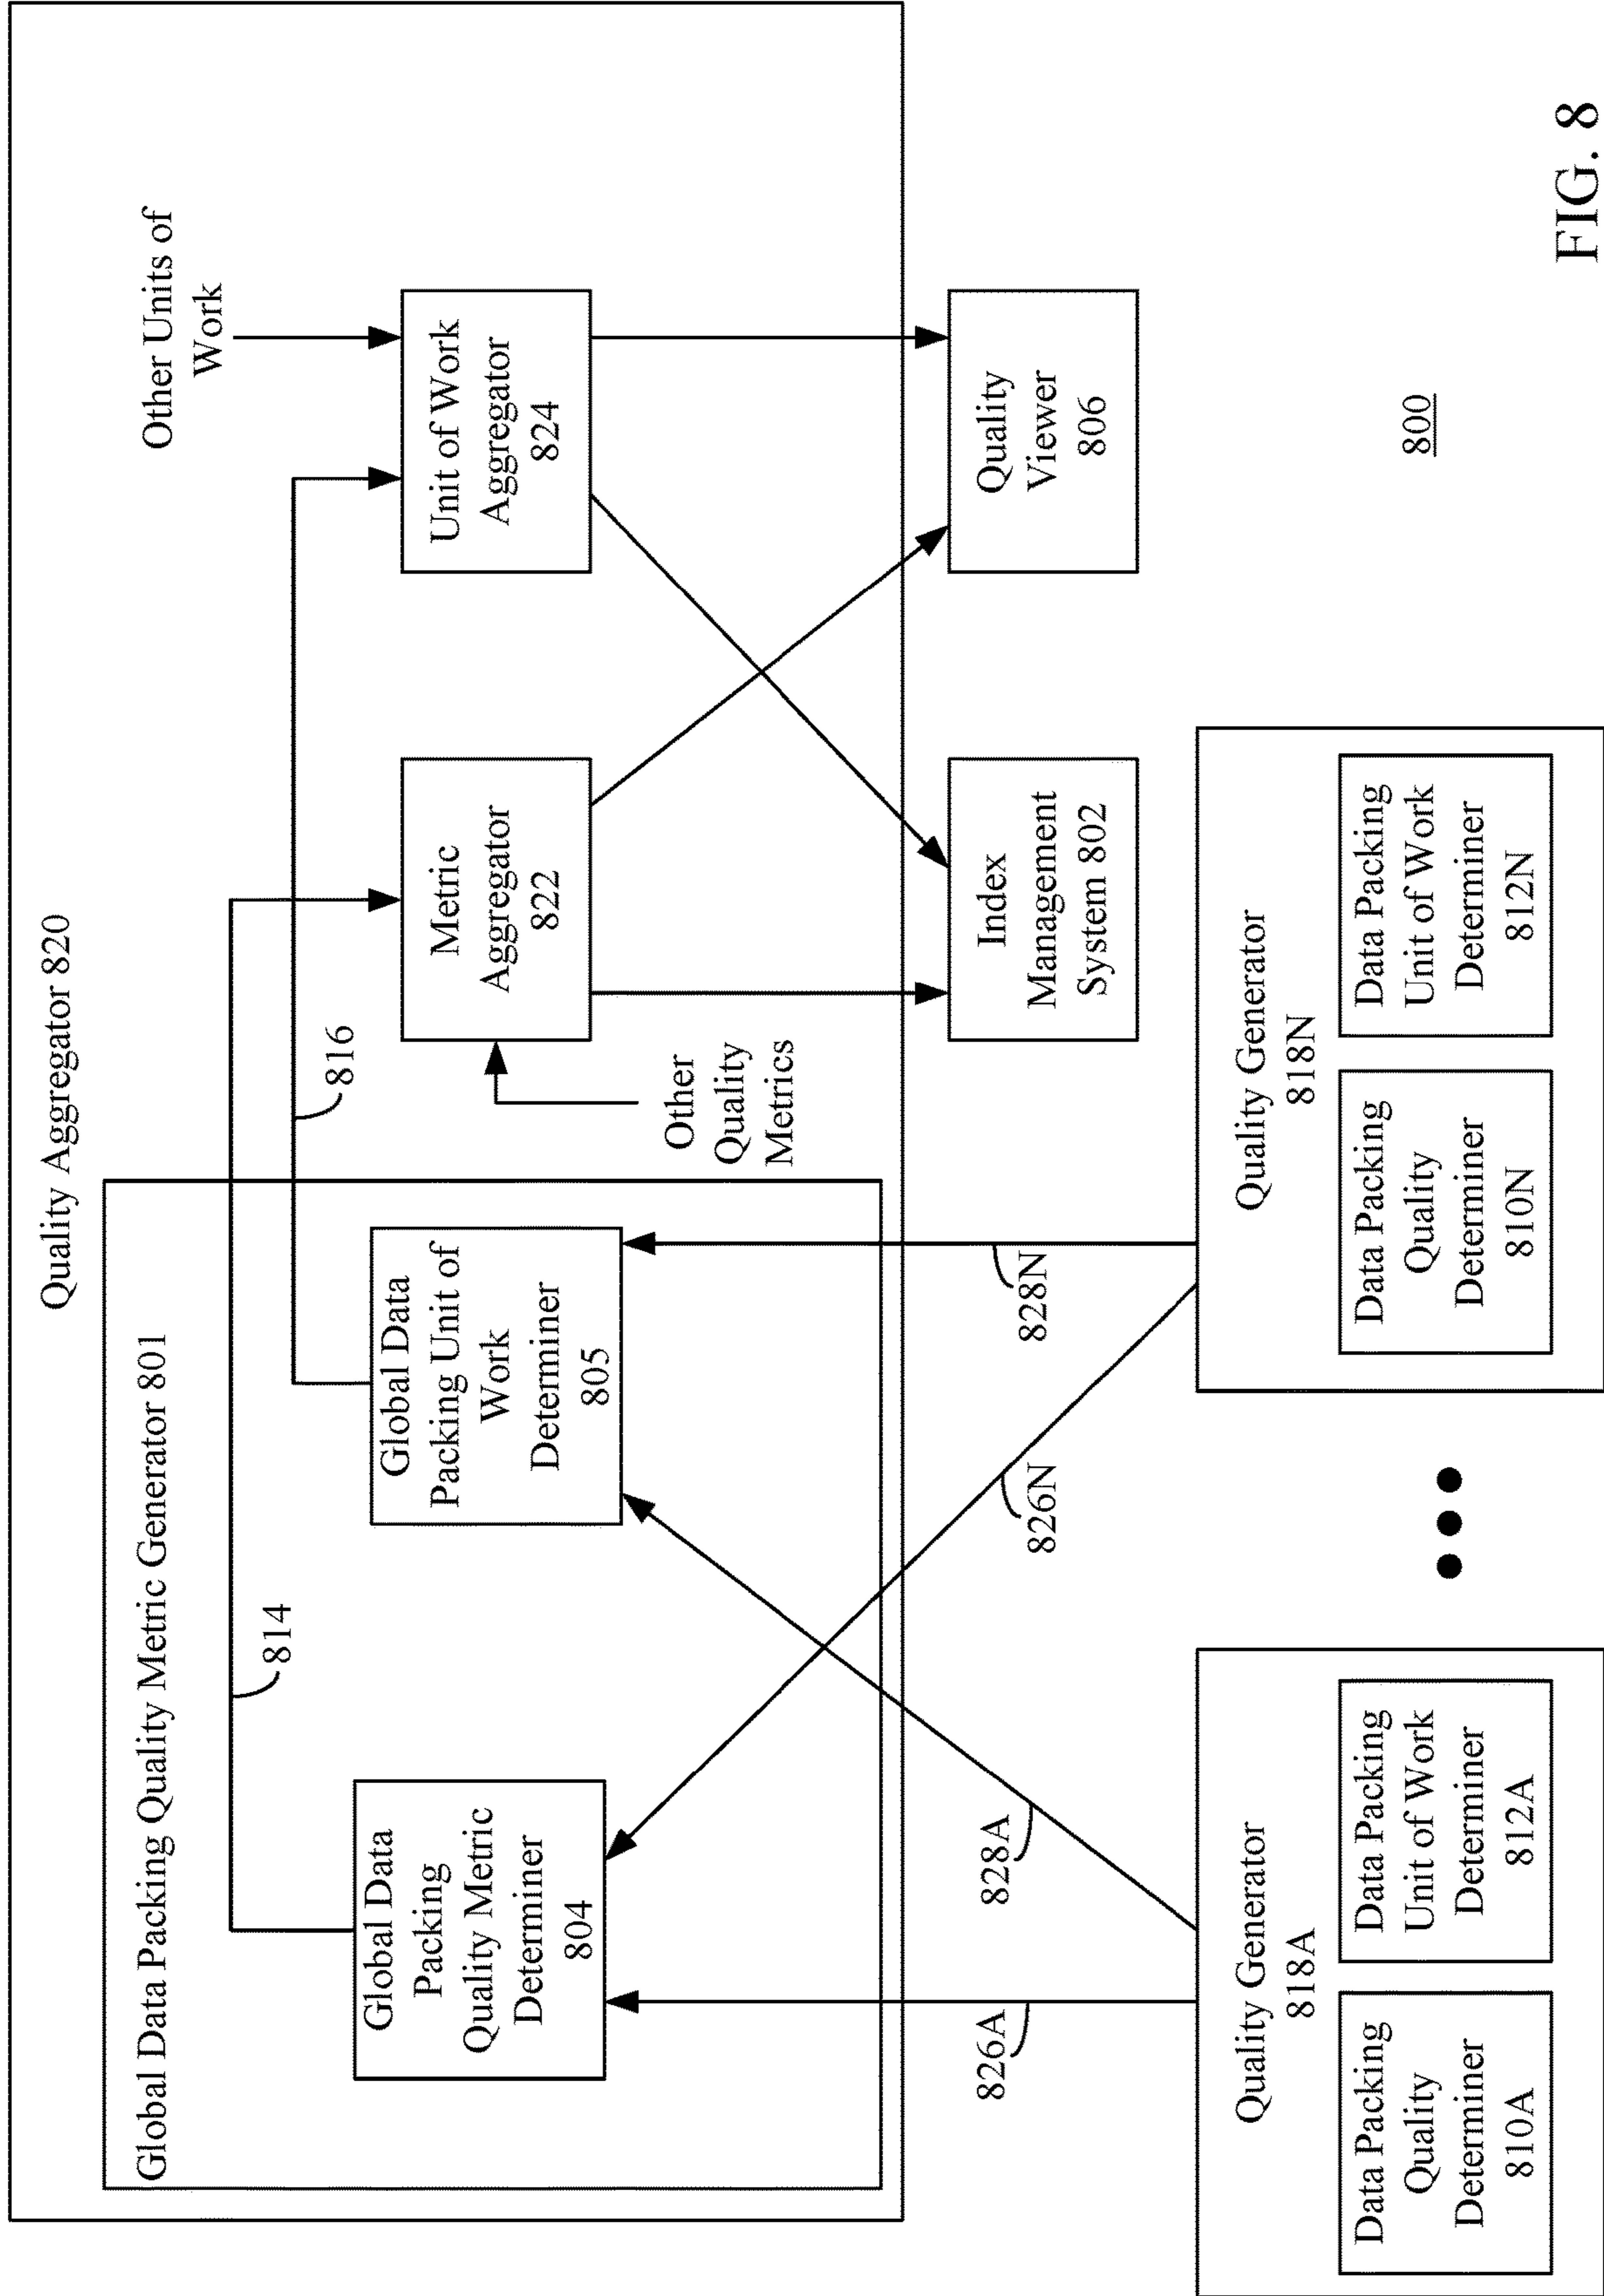 Quality Aggregator 820
Global Data Packing Quality Metric Generator 801
814
816
Other Units of
Work
Global Data
Packing
Quality Metric
Determiner
804
Global Data
Packing Unit of
Work
Determiner
805
Other
Quality
Metrics
Metric
Aggregator
822
Unit of Work
Aggregator
824
826A
828A
826N
828N
Index
Management
System 802
Quality
Viewer
806
Quality Generator
818A
Data Packing
Quality
Determiner
810A
Data Packing
Unit of Work
Determiner
812A
Quality Generator
818N
Data Packing
Quality
Determiner
810N
Data Packing
Unit of Work
Determiner
812N
800
FIG. 8